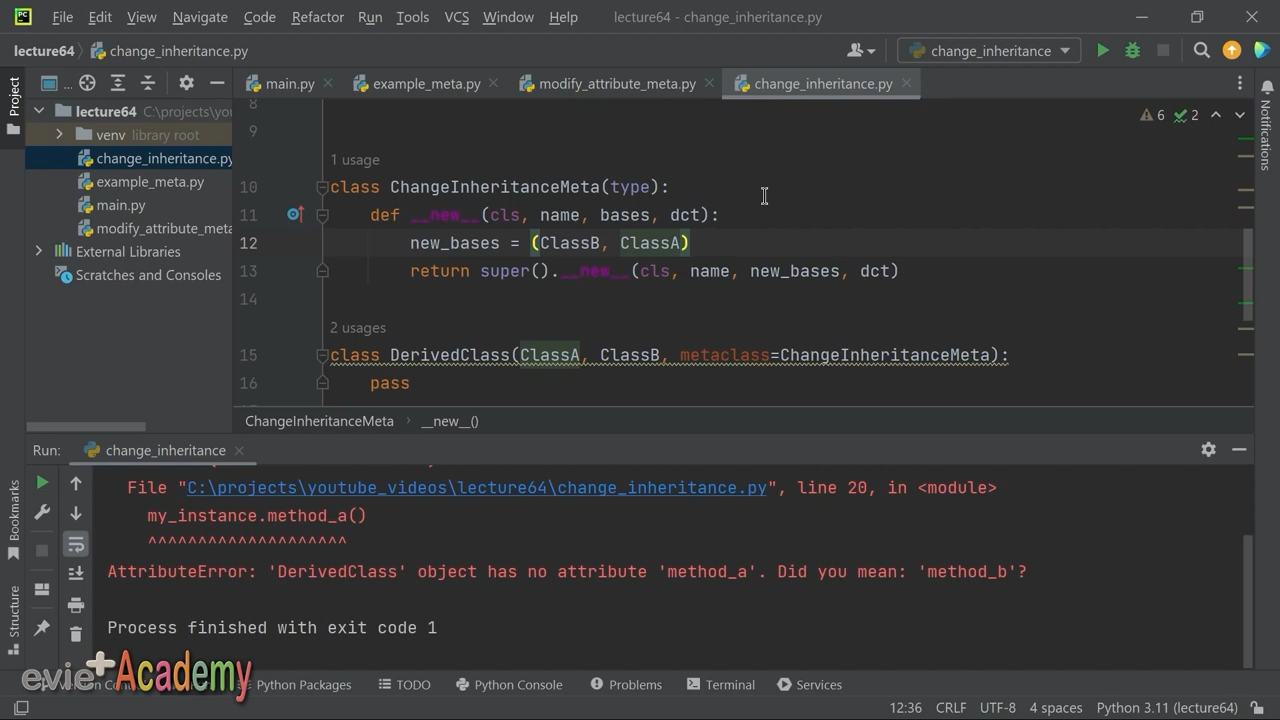 File Edit View Navigate Code Refactor Run Tools VCS Window Help lecture64 - change_inheritance.py
lecture64 change_inheritance.py change_inheritance
Project
... main.py example_meta.py modify_attribute_meta.py change_inheritance.py
lecture64 C:\projects\you
venv library root
change_inheritance.py
example_meta.py
main.py
modify_attribute_meta
External Libraries
Scratches and Consoles
8
9
6 2
1 usage
10 class ChangeInheritanceMeta(type):
11 def __new__(cls, name, bases, dct):
12 new_bases = (ClassB, ClassA)
13 return super().__new__(cls, name, new_bases, dct)
14
2 usages
15 class DerivedClass(ClassA, ClassB, metaclass=ChangeInheritanceMeta):
16 pass
ChangeInheritanceMeta __new__()
Notifications
Run: change_inheritance
File "C:\projects\youtube_videos\lecture64\change_inheritance.py", line 20, in <module>
my_instance.method_a()
^^^^^^^^^^^^^^^^^^^^
AttributeError: 'DerivedClass' object has no attribute 'method_a'. Did you mean: 'method_b'?
Process finished with exit code 1
Bookmarks
Structure
evie+Academy
Python Packages TODO Python Console Problems Terminal Services
12:36 CRLF UTF-8 4 spaces Python 3.11 (lecture64)